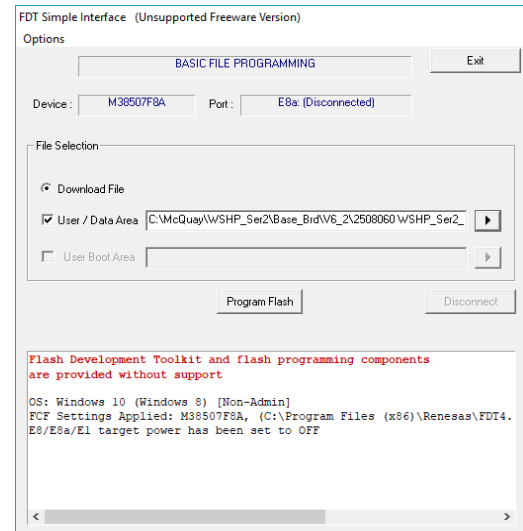 FDT Simple Interface (Unsupported Freeware Version)
Options
BASIC FILE PROGRAMMING
Exit
Device : M38507F8A Port : E8a: (Disconnected)
File Selection
Download File
User / Data Area C:\McQuay\WSHP_Ser2\Base_Brd\V6_2\2508060 WSHP_Ser2_
User Boot Area
Program Flash
Disconnect
Flash Development Toolkit and flash programming components
are provided without support
OS: Windows 10 (Windows 8) [Non-Admin]
FCF Settings Applied: M38507F8A, (C:\Program Files (x86)\Renesas\FDT4.
E8/E8a/E1 target power has been set to OFF